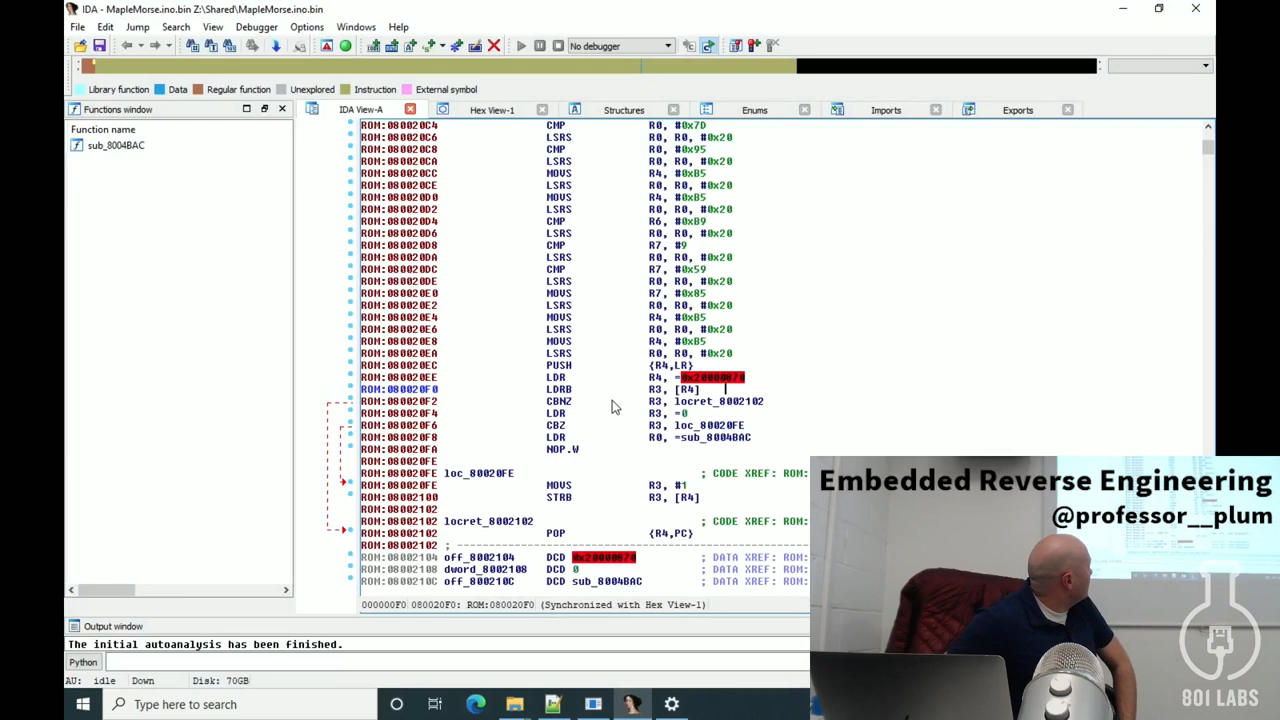 IDA - MapleMorse.ino.bin Z:\Shared\MapleMorse.ino.bin
File Edit Jump Search View Debugger Options Windows Help
No debugger
Library function Data Regular function Unexplored Instruction External symbol
Functions window
IDA View-A Hex View-1 Structures Enums Imports Exports
Function name
sub_8004BAC
ROM:080020C4 CMP R0, #0x7D
ROM:080020C6 LSRS R0, R0, #0x20
ROM:080020C8 CMP R0, #0x95
ROM:080020CA LSRS R0, R0, #0x20
ROM:080020CC MOVS R4, #0xB5
ROM:080020CE LSRS R0, R0, #0x20
ROM:080020D0 MOVS R4, #0xB5
ROM:080020D2 LSRS R0, R0, #0x20
ROM:080020D4 CMP R6, #0xB9
ROM:080020D6 LSRS R0, R0, #0x20
ROM:080020D8 CMP R7, #9
ROM:080020DA LSRS R0, R0, #0x20
ROM:080020DC CMP R7, #0x59
ROM:080020DE LSRS R0, R0, #0x20
ROM:080020E0 MOVS R7, #0x85
ROM:080020E2 LSRS R0, R0, #0x20
ROM:080020E4 MOVS R4, #0xB5
ROM:080020E6 LSRS R0, R0, #0x20
ROM:080020E8 MOVS R4, #0xB5
ROM:080020EA LSRS R0, R0, #0x20
ROM:080020EC PUSH {R4,LR}
ROM:080020EE LDR R4, =0x20000870
ROM:080020F0 LDRB R3, [R4]
ROM:080020F2 CBNZ R3, locret_8002102
ROM:080020F4 LDR R3, =0
ROM:080020F6 CBZ R3, loc_80020FE
ROM:080020F8 LDR R0, =sub_8004BAC
ROM:080020FA NOP.W
ROM:080020FE
ROM:080020FE loc_80020FE ; CODE XREF: ROM:
ROM:080020FE MOVS R3, #1
ROM:08002100 STRB R3, [R4]
ROM:08002102
ROM:08002102 locret_8002102 ; CODE XREF: ROM:
ROM:08002102 POP {R4,PC}
ROM:08002102 ; ---------------------------------------------
ROM:08002104 off_8002104 DCD 0x20000870 ; DATA XREF: ROM:
ROM:08002108 dword_8002108 DCD 0 ; DATA XREF: ROM:
ROM:0800210C off_800210C DCD sub_8004BAC ; DATA XREF: ROM:
000000F0 080020F0: ROM:080020F0 (Synchronized with Hex View-1)
Output window
The initial autoanalysis has been finished.
Python
AU: idle Down Disk: 70GB
Type here to search
Embedded Reverse Engineering
@professor__plum
801 LABS